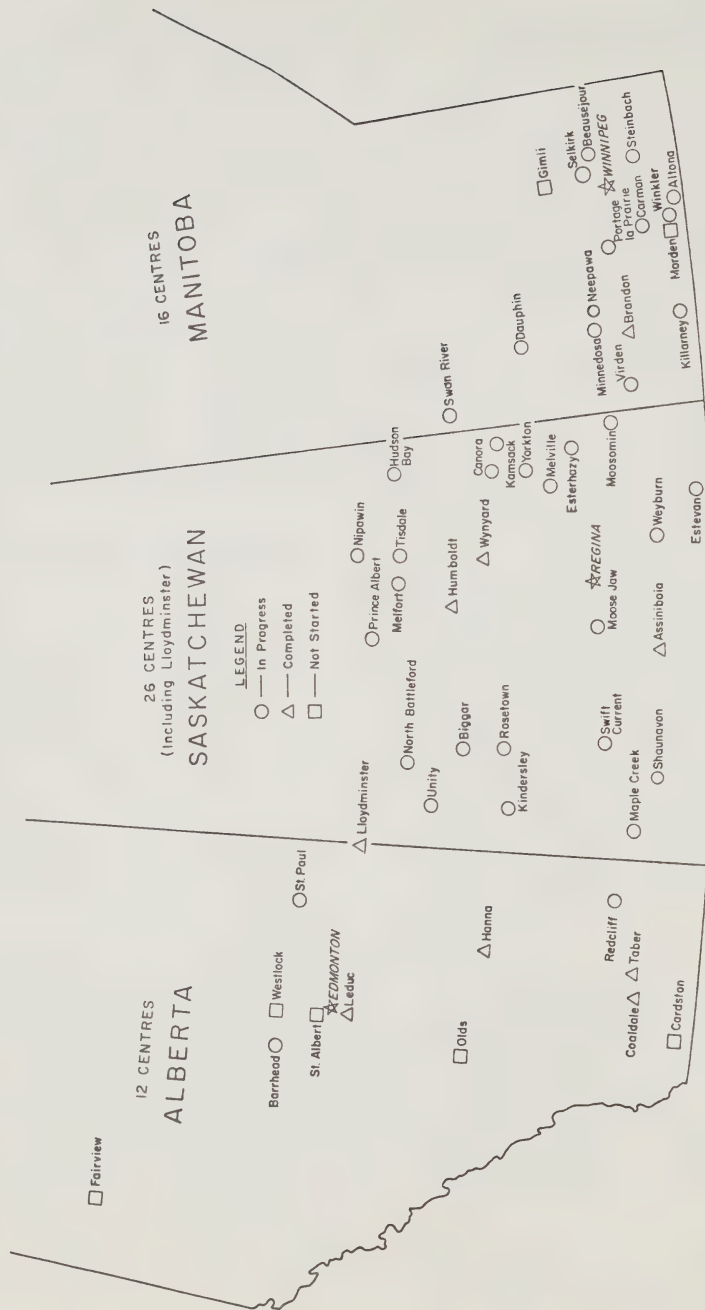 12 CENTRES
ALBERTA
Fairview
Barrhead
Westlock
St. Albert
EDMONTON
Leduc
St. Paul
Olds
Hanna
Redcliff
Coaldale
Taber
Cardston
26 CENTRES
(Including Lloydminster)
SASKATCHEWAN
LEGEND
In Progress
Completed
Not Started
Lloydminster
Nipawin
Prince Albert
Melfort
Tisdale
Hudson
Bay
North Battleford
Unity
Humboldt
Biggar
Wynyard
Canora
Kamsack
Yorkton
Rosetown
Kindersley
Melville
Esterhazy
REGINA
Moose Jaw
Moosomin
Swift
Current
Maple Creek
Shaunavon
Assiniboia
Weyburn
Estevan
16 CENTRES
MANITOBA
Swan River
Dauphin
Gimli
Selkirk
Beausejour
WINNIPEG
Minnedosa
Neepawa
Portage
la Prairie
Virden
Brandon
Carman
Steinbach
Winkler
Morden
Altona
Killarney